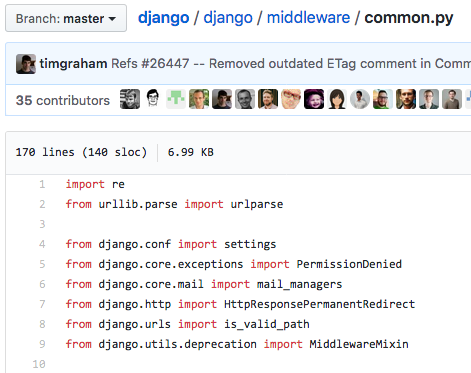 Branch: master django / django / middleware / common.py
timgraham Refs #26447 -- Removed outdated ETag comment in Comm
35 contributors
170 lines (140 sloc) 6.99 KB
1 import re
2 from urllib.parse import urlparse
3
4 from django.conf import settings
5 from django.core.exceptions import PermissionDenied
6 from django.core.mail import mail_managers
7 from django.http import HttpResponsePermanentRedirect
8 from django.urls import is_valid_path
9 from django.utils.deprecation import MiddlewareMixin
10